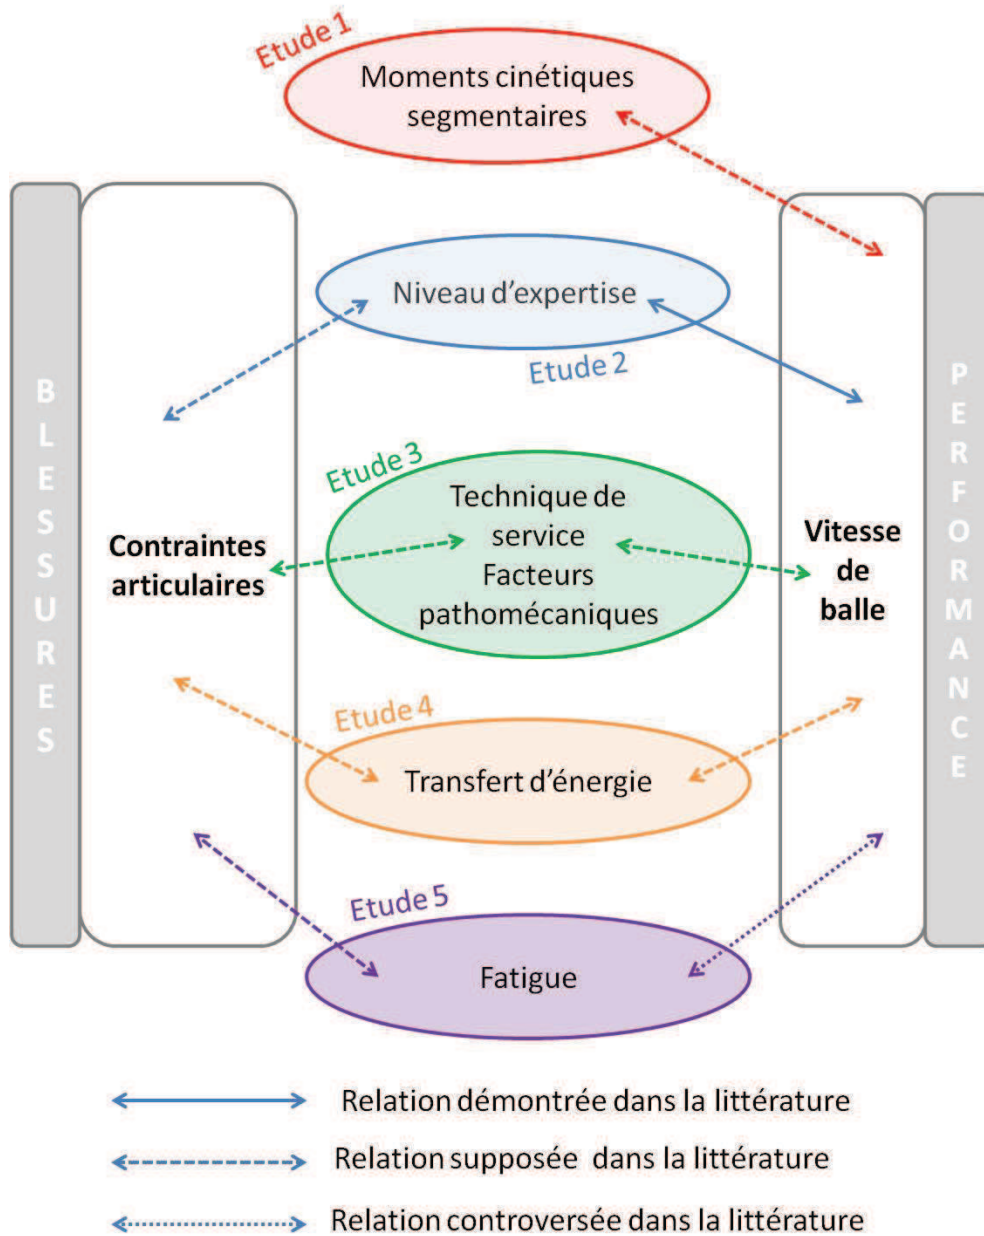 Etude 1
Moments cinétiques
segmentaires
Niveau d’expertise
Etude 2
BLESSURES
PERFORMANCE
Etude 3
Technique de
service
Facteurs
pathomécaniques
Contraintes
articulaires
Vitesse
de
balle
Etude 4
Transfert d’énergie
Etude 5
Fatigue
Relation démontrée dans la littérature
Relation supposée dans la littérature
Relation controversée dans la littérature